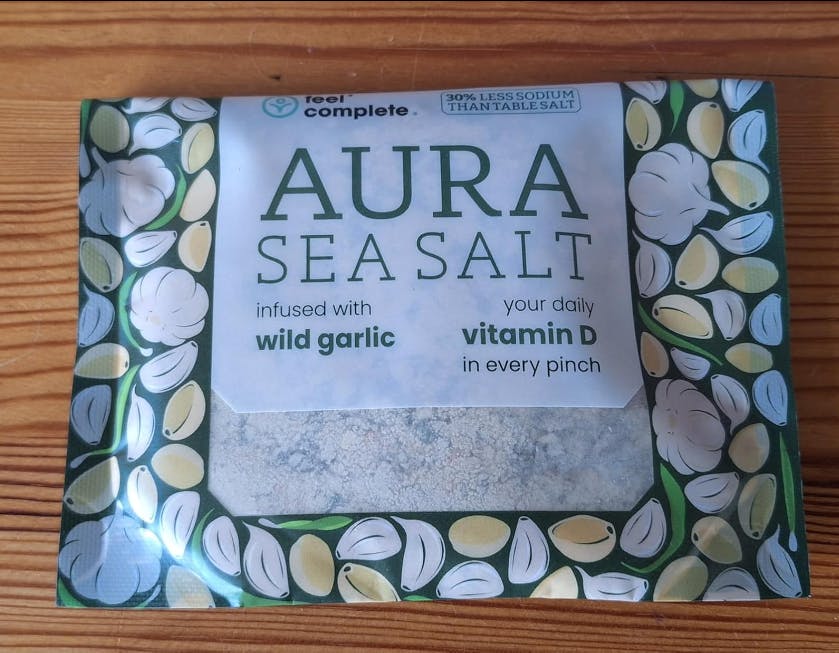 feel
complete.
30% LESS SODIUM
THAN TABLE SALT
AURA
SEA SALT
infused with
wild garlic
your daily
vitamin D
in every pinch